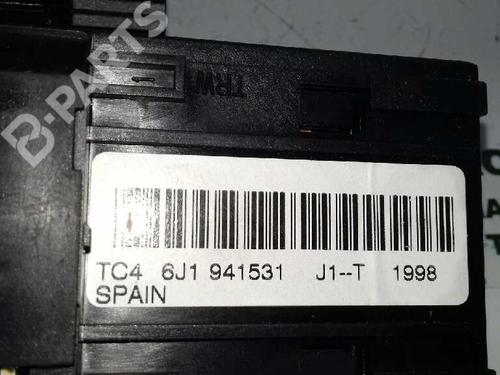 B-PARTS
TRW
TC4 6J1 941531 J1--T 1998
SPAIN